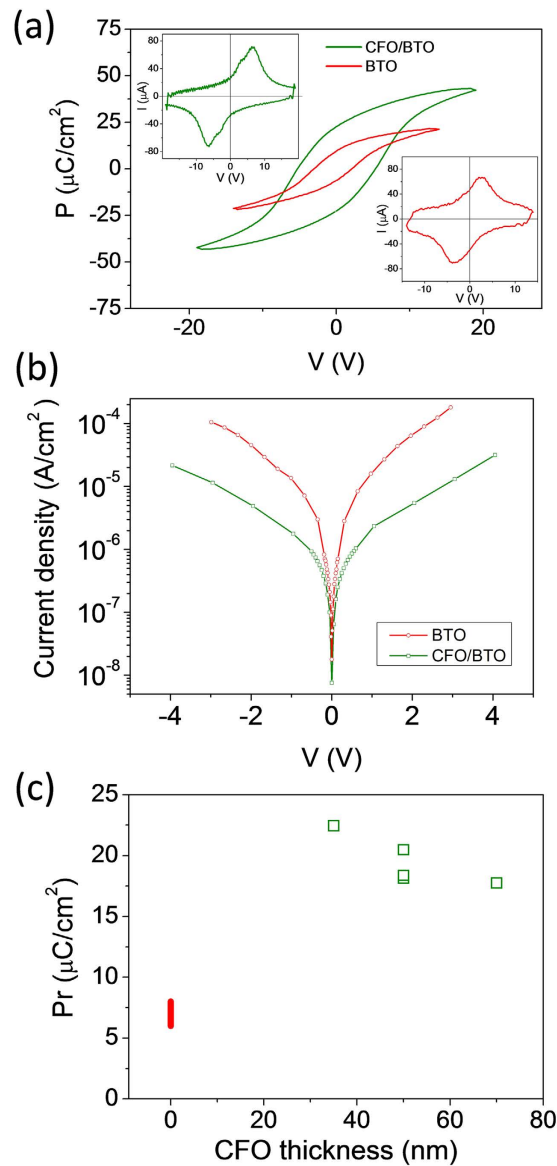 (a)
P (μC/cm²)
75
50
25
0
-25
-50
-75
-20
0
20
V (V)
CFO/BTO
BTO
I (μA)
80
40
0
-40
-80
-10
0
10
V (V)
I (μA)
80
40
0
-40
-80
-10
0
10
V (V)
(b)
Current density (A/cm²)
10⁻⁴
10⁻⁵
10⁻⁶
10⁻⁷
10⁻⁸
-4
-2
0
2
4
V (V)
BTO
CFO/BTO
(c)
Pr (μC/cm²)
25
20
15
10
5
0
0
20
40
60
80
CFO thickness (nm)